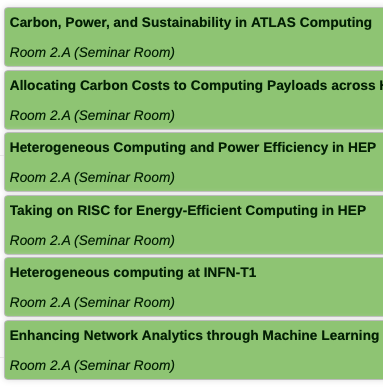 Carbon, Power, and Sustainability in ATLAS Computing
Room 2.A (Seminar Room)
Allocating Carbon Costs to Computing Payloads across
Room 2.A (Seminar Room)
Heterogeneous Computing and Power Efficiency in HEP
Room 2.A (Seminar Room)
Taking on RISC for Energy-Efficient Computing in HEP
Room 2.A (Seminar Room)
Heterogeneous computing at INFN-T1
Room 2.A (Seminar Room)
Enhancing Network Analytics through Machine Learning
Room 2.A (Seminar Room)